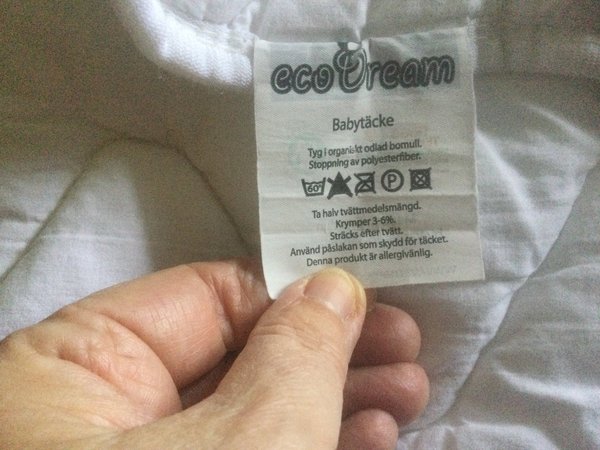 ecoDream
Babytäcke
Tyg i organiskt odlad bomull.
Stoppning av polyesterfiber.
60° P
Ta halv tvättmedelsmängd.
Krymper 3-6%.
Sträcks efter tvätt.
Använd påslakan som skydd för täcket.
Denna produkt är allergivänlig.